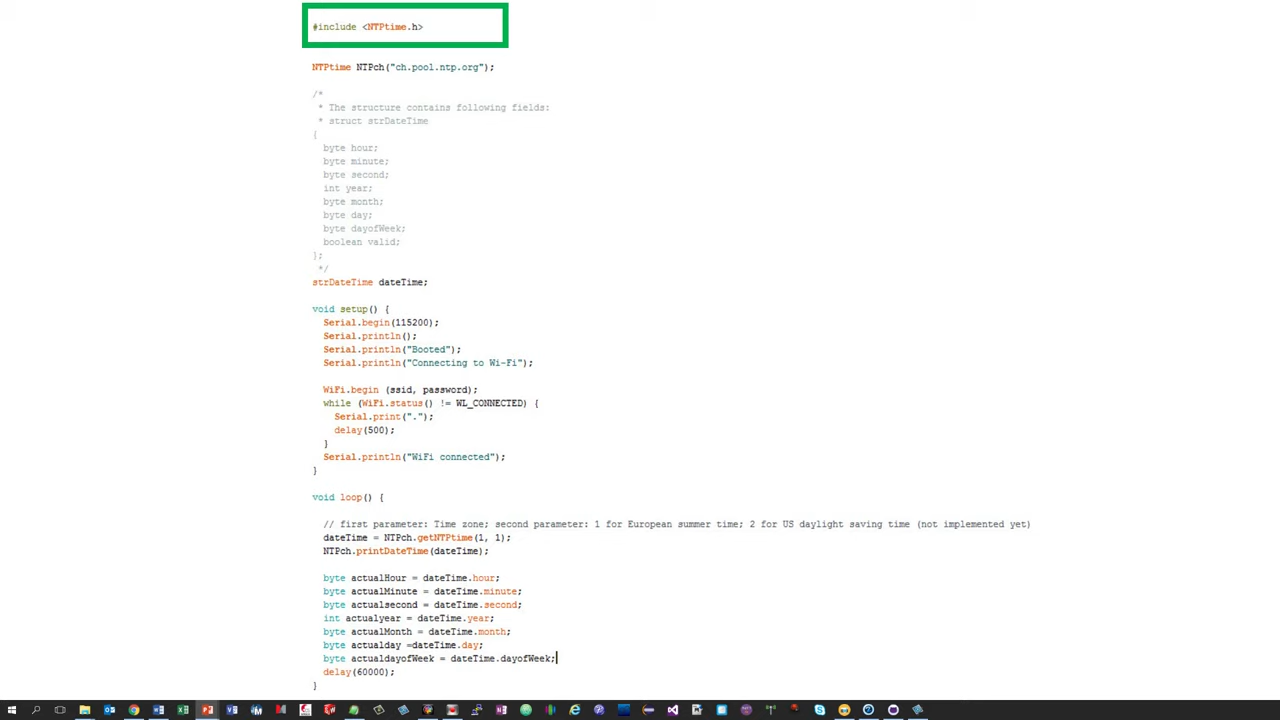 #include <NTPtime.h>
NTPtime NTPch("ch.pool.ntp.org");
/*
* The structure contains following fields:
* struct strDateTime
{
byte hour;
byte minute;
byte second;
int year;
byte month;
byte day;
byte dayofWeek;
boolean valid;
};
*/
strDateTime dateTime;
void setup() {
Serial.begin(115200);
Serial.println();
Serial.println("Booted");
Serial.println("Connecting to Wi-Fi");
WiFi.begin (ssid, password);
while (WiFi.status() != WL_CONNECTED) {
Serial.print(".");
delay(500);
}
Serial.println("WiFi connected");
}
void loop() {
// first parameter: Time zone; second parameter: 1 for European summer time; 2 for US daylight saving time (not implemented yet)
dateTime = NTPch.getNTPtime(1, 1);
NTPch.printDateTime(dateTime);
byte actualHour = dateTime.hour;
byte actualMinute = dateTime.minute;
byte actualsecond = dateTime.second;
int actualyear = dateTime.year;
byte actualMonth = dateTime.month;
byte actualday =dateTime.day;
byte actualdayofWeek = dateTime.dayofWeek;
delay(60000);
}